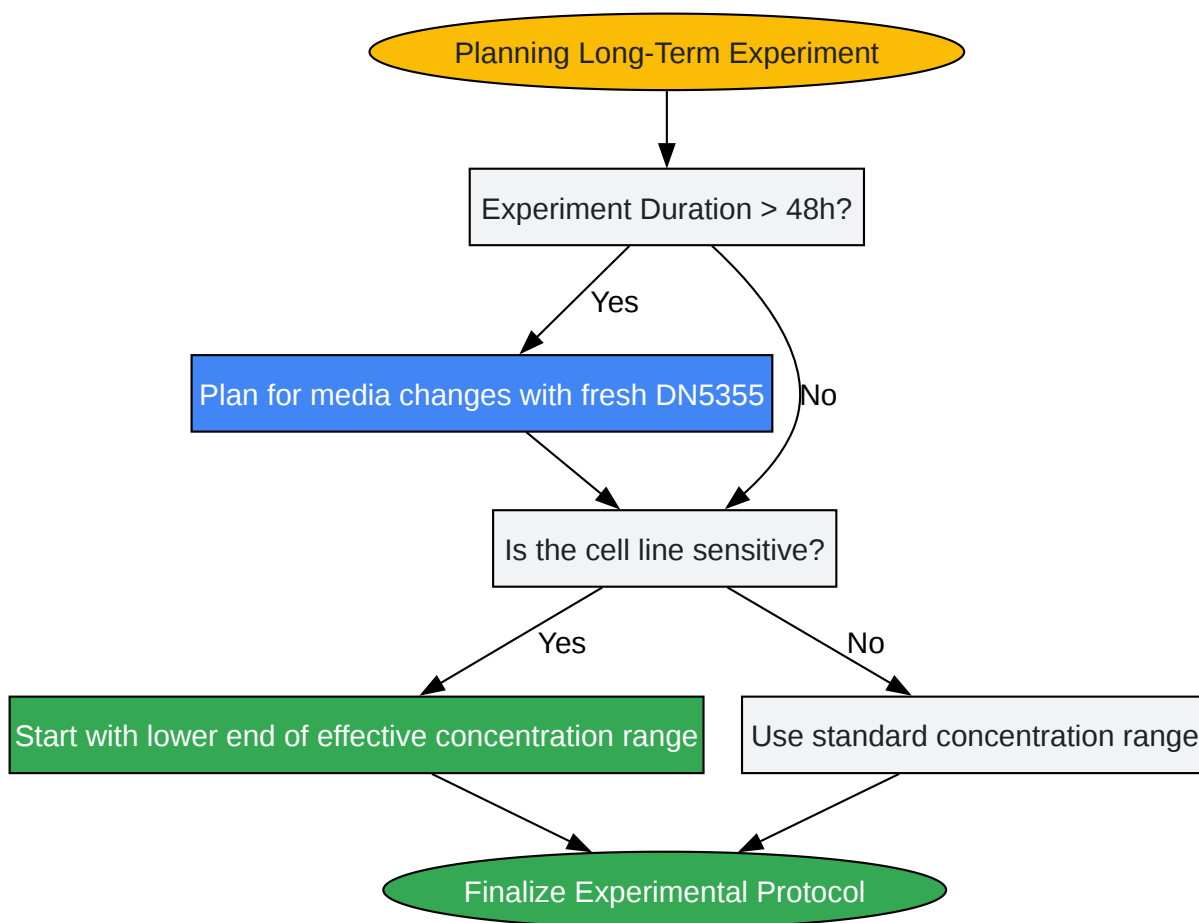 Planning Long-Term Experiment
Experiment Duration > 48h?
Yes
Plan for media changes with fresh DN5355
No
Is the cell line sensitive?
Yes
No
Start with lower end of effective concentration range
Use standard concentration range
Finalize Experimental Protocol